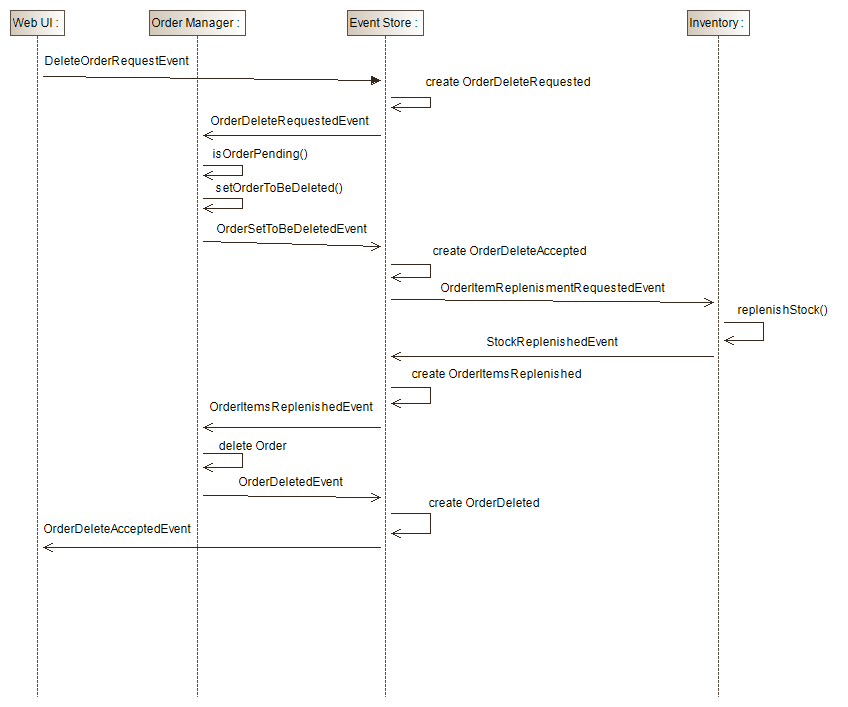 Web UI :
Order Manager :
Event Store :
Inventory :
DeleteOrderRequestEvent
create OrderDeleteRequested
OrderDeleteRequestedEvent
isOrderPending()
setOrderToBeDeleted()
OrderSetToBeDeletedEvent
create OrderDeleteAccepted
OrderItemReplenismentRequestedEvent
replenishStock()
StockReplenishedEvent
create OrderItemsReplenished
OrderItemsReplenishedEvent
delete Order
OrderDeletedEvent
create OrderDeleted
OrderDeleteAcceptedEvent